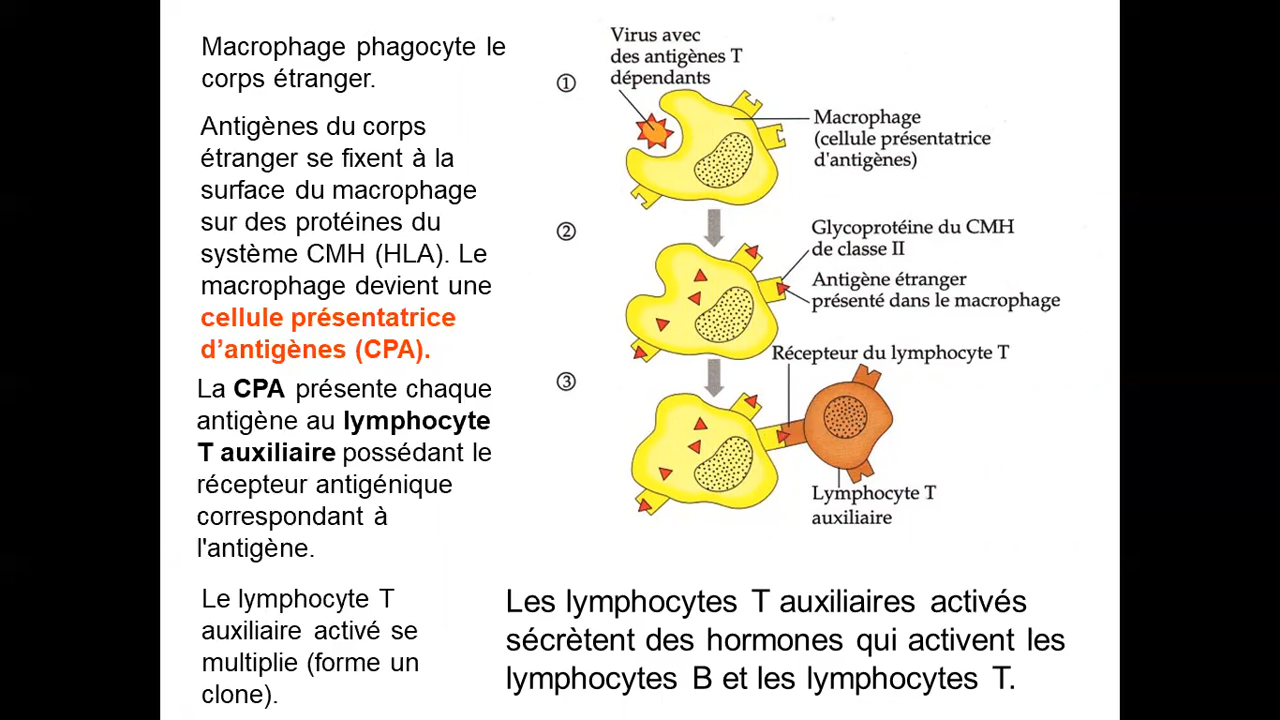 Macrophage phagocyte le
corps étranger.
Antigènes du corps
étranger se fixent à la
surface du macrophage
sur des protéines du
système CMH (HLA). Le
macrophage devient une
cellule présentatrice
d’antigènes (CPA).
La CPA présente chaque
antigène au lymphocyte
T auxiliaire possédant le
récepteur antigénique
correspondant à
l'antigène.
Le lymphocyte T
auxiliaire activé se
multiplie (forme un
clone).
Virus avec
des antigènes T
dépendants
①
Macrophage
(cellule présentatrice
d'antigènes)
②
Glycoprotéine du CMH
de classe II
Antigène étranger
présenté dans le macrophage
Récepteur du lymphocyte T
③
Lymphocyte T
auxiliaire
Les lymphocytes T auxiliaires activés
sécrètent des hormones qui activent les
lymphocytes B et les lymphocytes T.